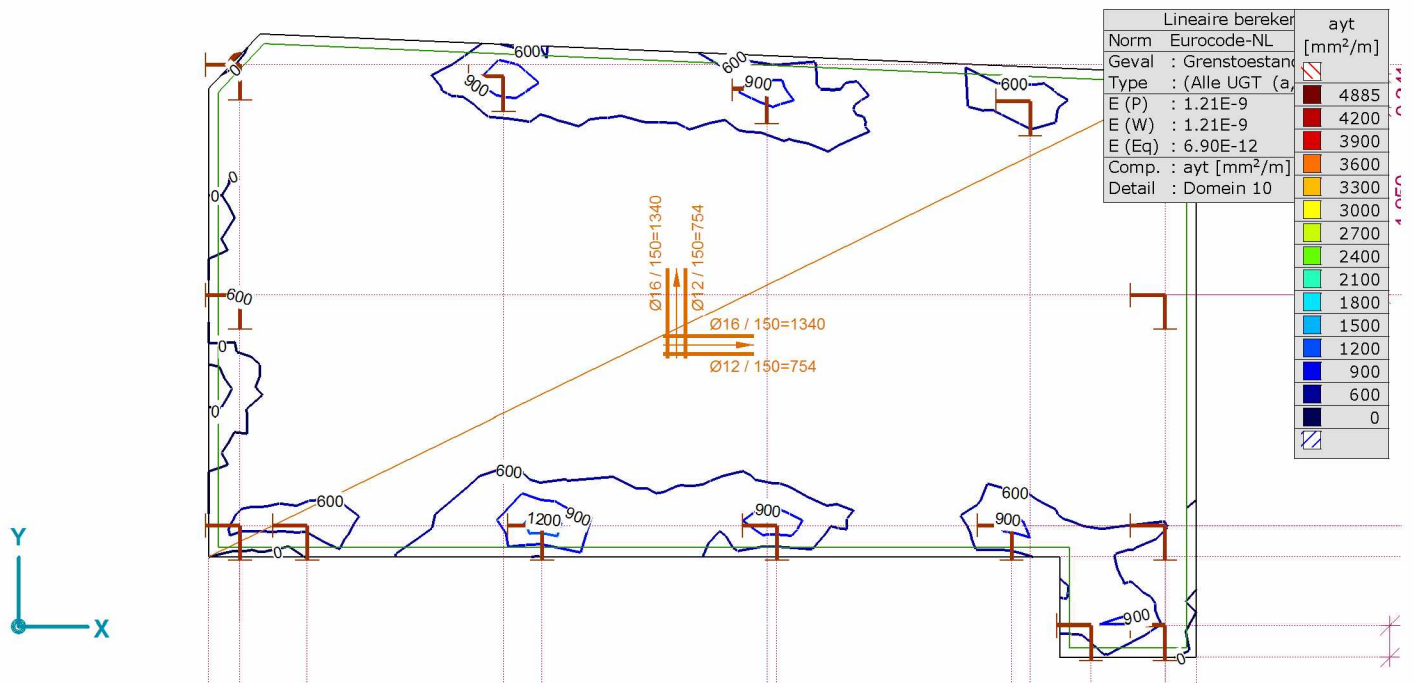 Lineaire bereker
Norm Eurocode-NL
Geval : Grenstoestand
Type : (Alle UGT (a,
E (P) : 1.21E-9
E (W) : 1.21E-9
E (Eq) : 6.90E-12
Comp. : ayt [mm²/m]
Detail : Domein 10
ayt
[mm²/m]
4885
4200
3900
3600
3300
3000
2700
2400
2100
1800
1500
1200
900
600
0
600
600
900
900
600
0
0
0
600
0
0
Ø16 / 150=1340
Ø12 / 150=754
Ø16 / 150=1340
Ø12 / 150=754
600
600
600
1200
900
900
900
0
900
0
Y
X